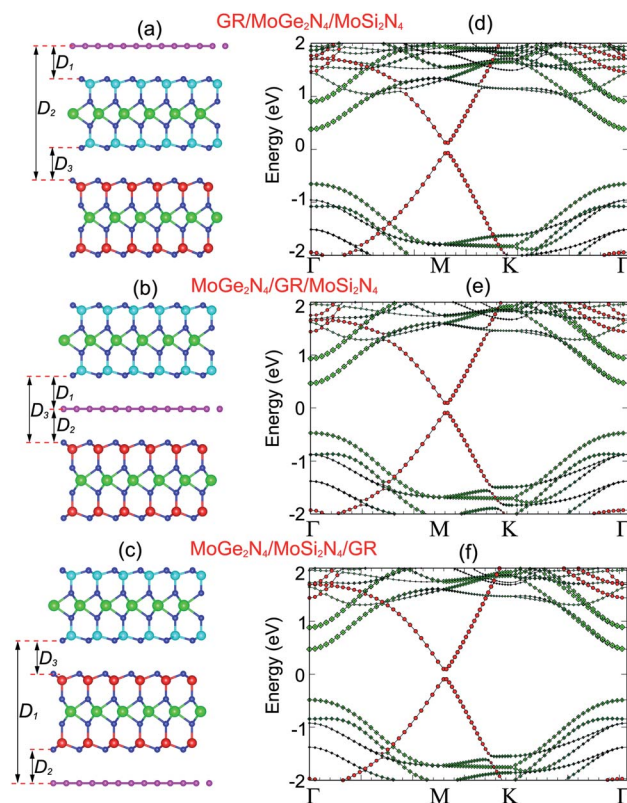 GR/MoGe₂N₄/MoSi₂N₄
(a)
(d)
D₁
D₂
D₃
Energy (eV)
2
1
0
-1
-2
Γ M K Γ
MoGe₂N₄/GR/MoSi₂N₄
(b)
(e)
D₁
D₃
D₂
Energy (eV)
2
1
0
-1
-2
Γ M K Γ
MoGe₂N₄/MoSi₂N₄/GR
(c)
(f)
D₃
D₁
D₂
Energy (eV)
2
1
0
-1
-2
Γ M K Γ